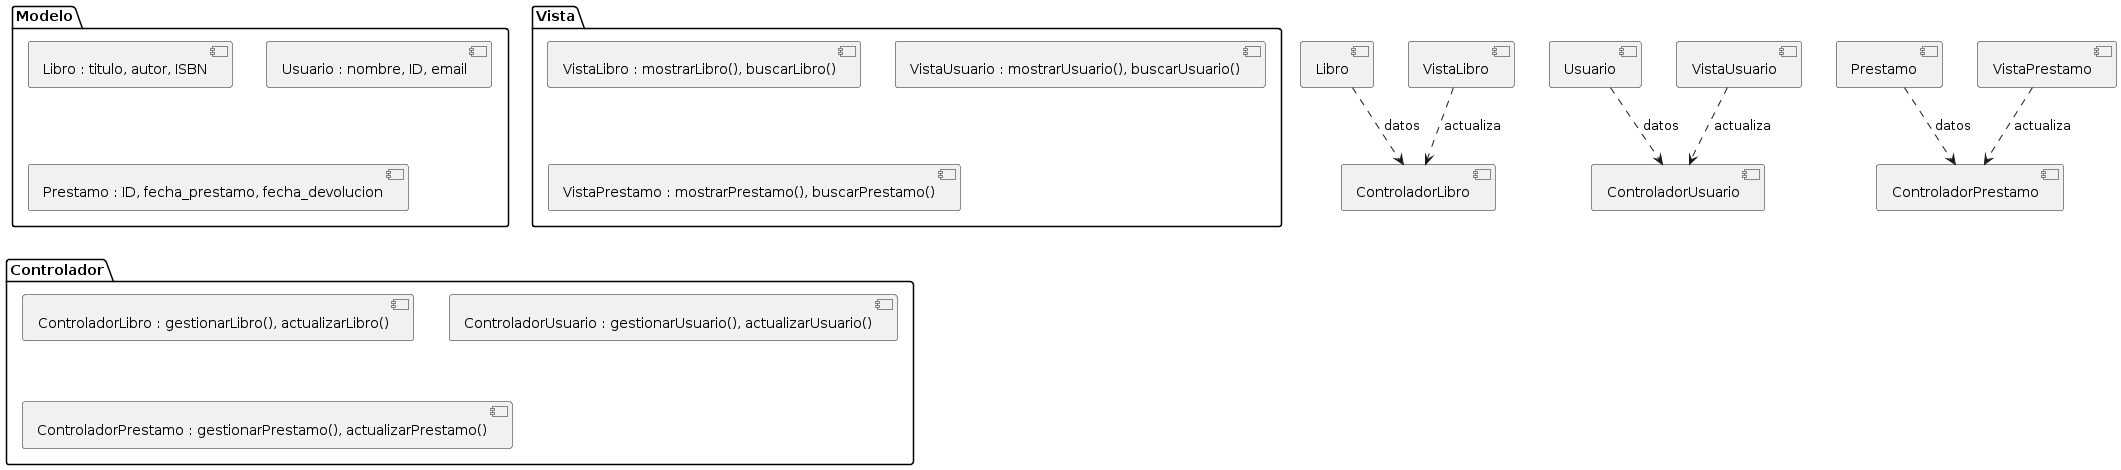 Modelo
Libro : titulo, autor, ISBN
Usuario : nombre, ID, email
Prestamo : ID, fecha_prestamo, fecha_devolucion
Vista
VistaLibro : mostrarLibro(), buscarLibro()
VistaUsuario : mostrarUsuario(), buscarUsuario()
VistaPrestamo : mostrarPrestamo(), buscarPrestamo()
Libro
VistaLibro
datos
actualiza
ControladorLibro
Usuario
VistaUsuario
datos
actualiza
ControladorUsuario
Prestamo
VistaPrestamo
datos
actualiza
ControladorPrestamo
Controlador
ControladorLibro : gestionarLibro(), actualizarLibro()
ControladorUsuario : gestionarUsuario(), actualizarUsuario()
ControladorPrestamo : gestionarPrestamo(), actualizarPrestamo()